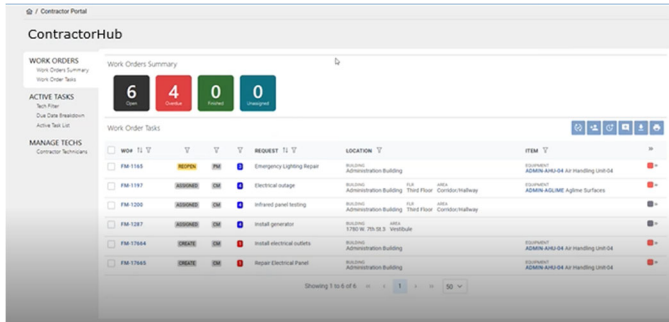 / Contractor Portal
ContractorHub
WORK ORDERS
Work Orders Summary
Work Order Tasks
ACTIVE TASKS
Tech Filter
Due Date Breakdown
Active Task List
MANAGE TECHS
Contractor Technicians
Work Orders Summary
6 Open
4 Overdue
0 Finished
0 Unassigned
Work Order Tasks
WO# REQUEST LOCATION ITEM
FM-1165 REOPEN PM Emergency Lighting Repair BUILDING Administration Building EQUIPMENT ADMIN-AHU-04 Air Handling Unit-04
FM-1197 ASSIGNED CM Electrical outage BUILDING Administration Building FLR Third Floor AREA Corridor/Hallway EQUIPMENT ADMIN-ASLIME Aglime Surfaces
FM-1200 ASSIGNED CM Infrared panel testing BUILDING Administration Building FLR Third Floor AREA Corridor/Hallway
FM-1287 ASSIGNED CM Install generator BUILDING 1780 W. 7th St.3 AREA Vestibule
FM-17664 CREATE CM Install electrical outlets BUILDING Administration Building EQUIPMENT ADMIN-AHU-04 Air Handling Unit-04
FM-17665 CREATE CM Repair Electrical Panel BUILDING Administration Building EQUIPMENT ADMIN-AHU-04 Air Handling Unit-04
Showing 1 to 6 of 6 1 50